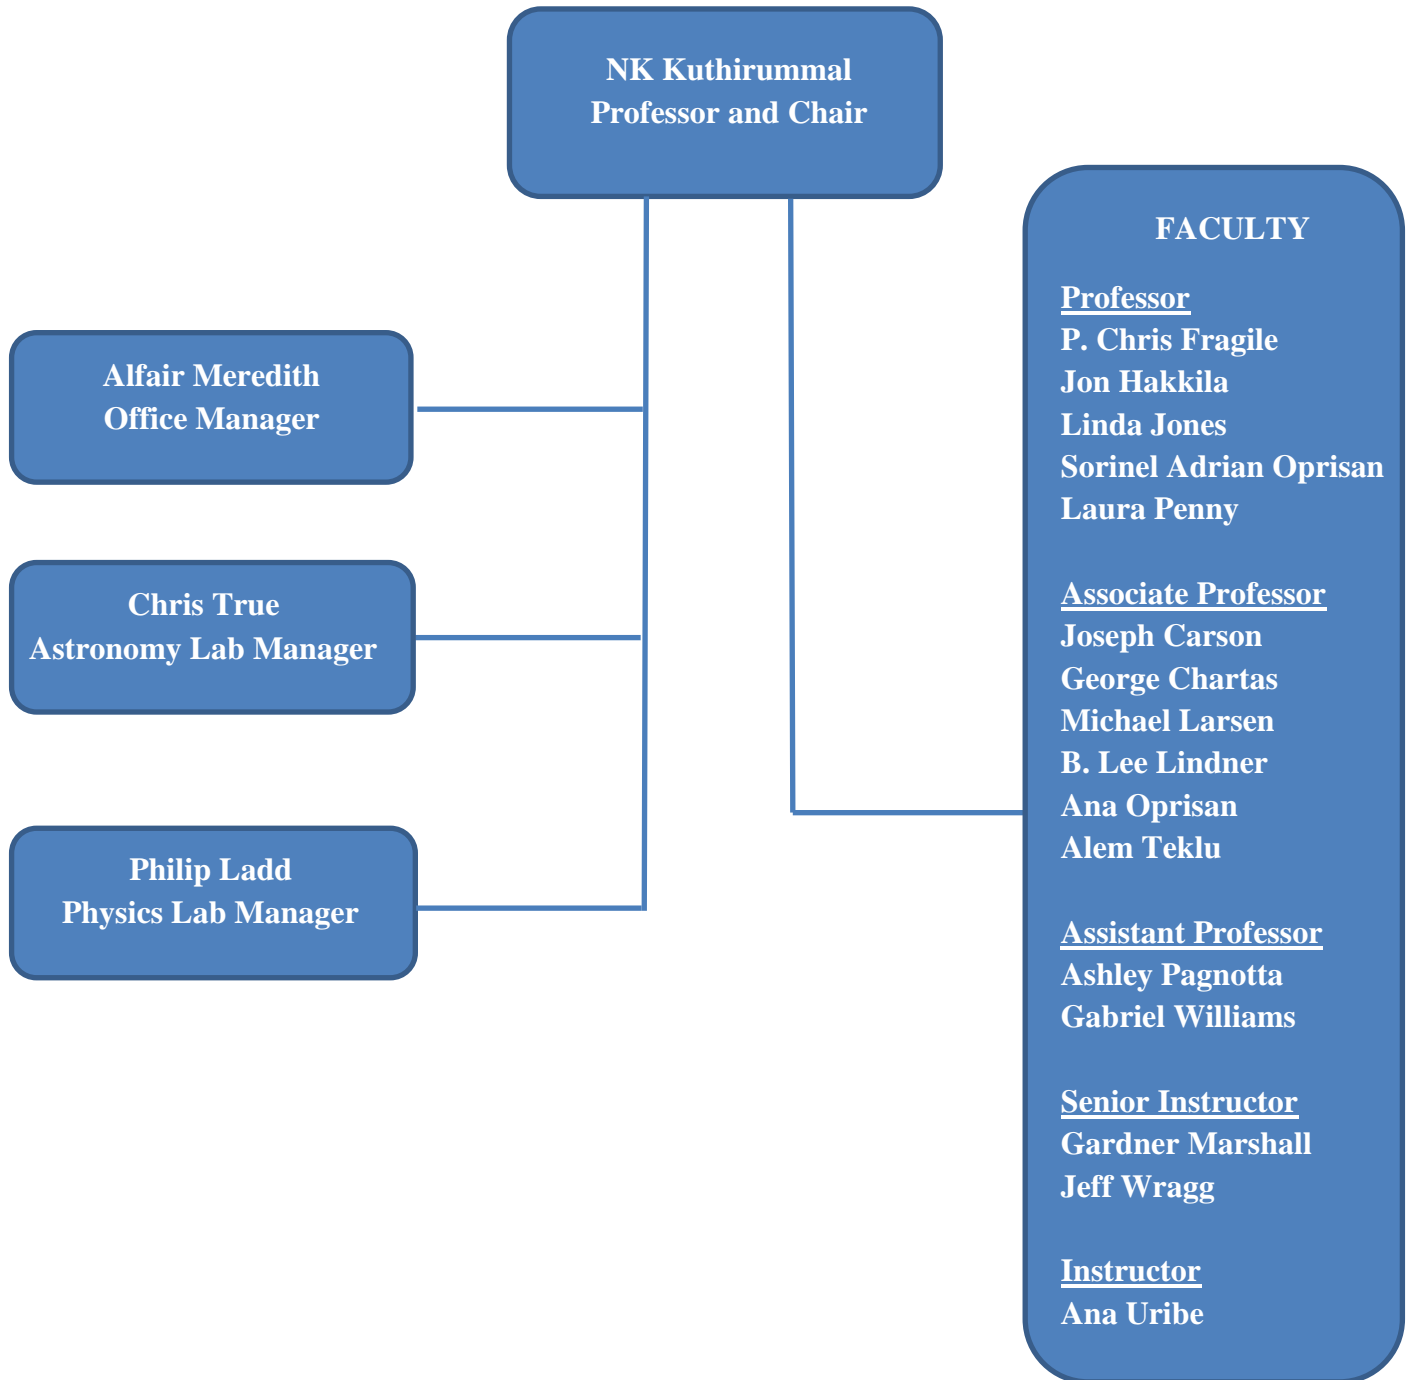 NK Kuthirummal
Professor and Chair
Alfair Meredith
Office Manager
Chris True
Astronomy Lab Manager
Philip Ladd
Physics Lab Manager
FACULTY
Professor
P. Chris Fragile
Jon Hakkila
Linda Jones
Sorinel Adrian Oprisan
Laura Penny
Associate Professor
Joseph Carson
George Chartas
Michael Larsen
B. Lee Lindner
Ana Oprisan
Alem Teklu
Assistant Professor
Ashley Pagnotta
Gabriel Williams
Senior Instructor
Gardner Marshall
Jeff Wragg
Instructor
Ana Uribe